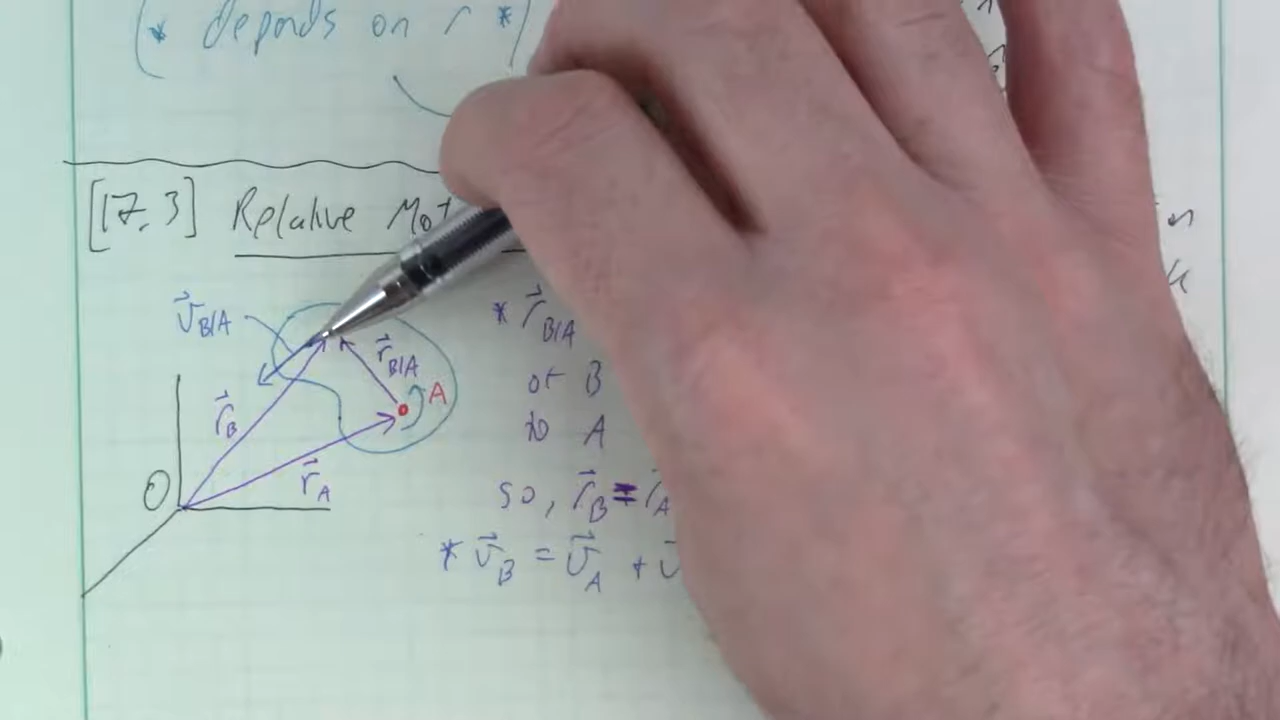 (* depends on r *)
[17.3] Relative Mot
v⃗B/A
* r⃗B/A
r⃗B/A
of B
A
r⃗B
to A
r⃗A
O
so, r⃗B = r⃗A
* v⃗B = v⃗A + v⃗